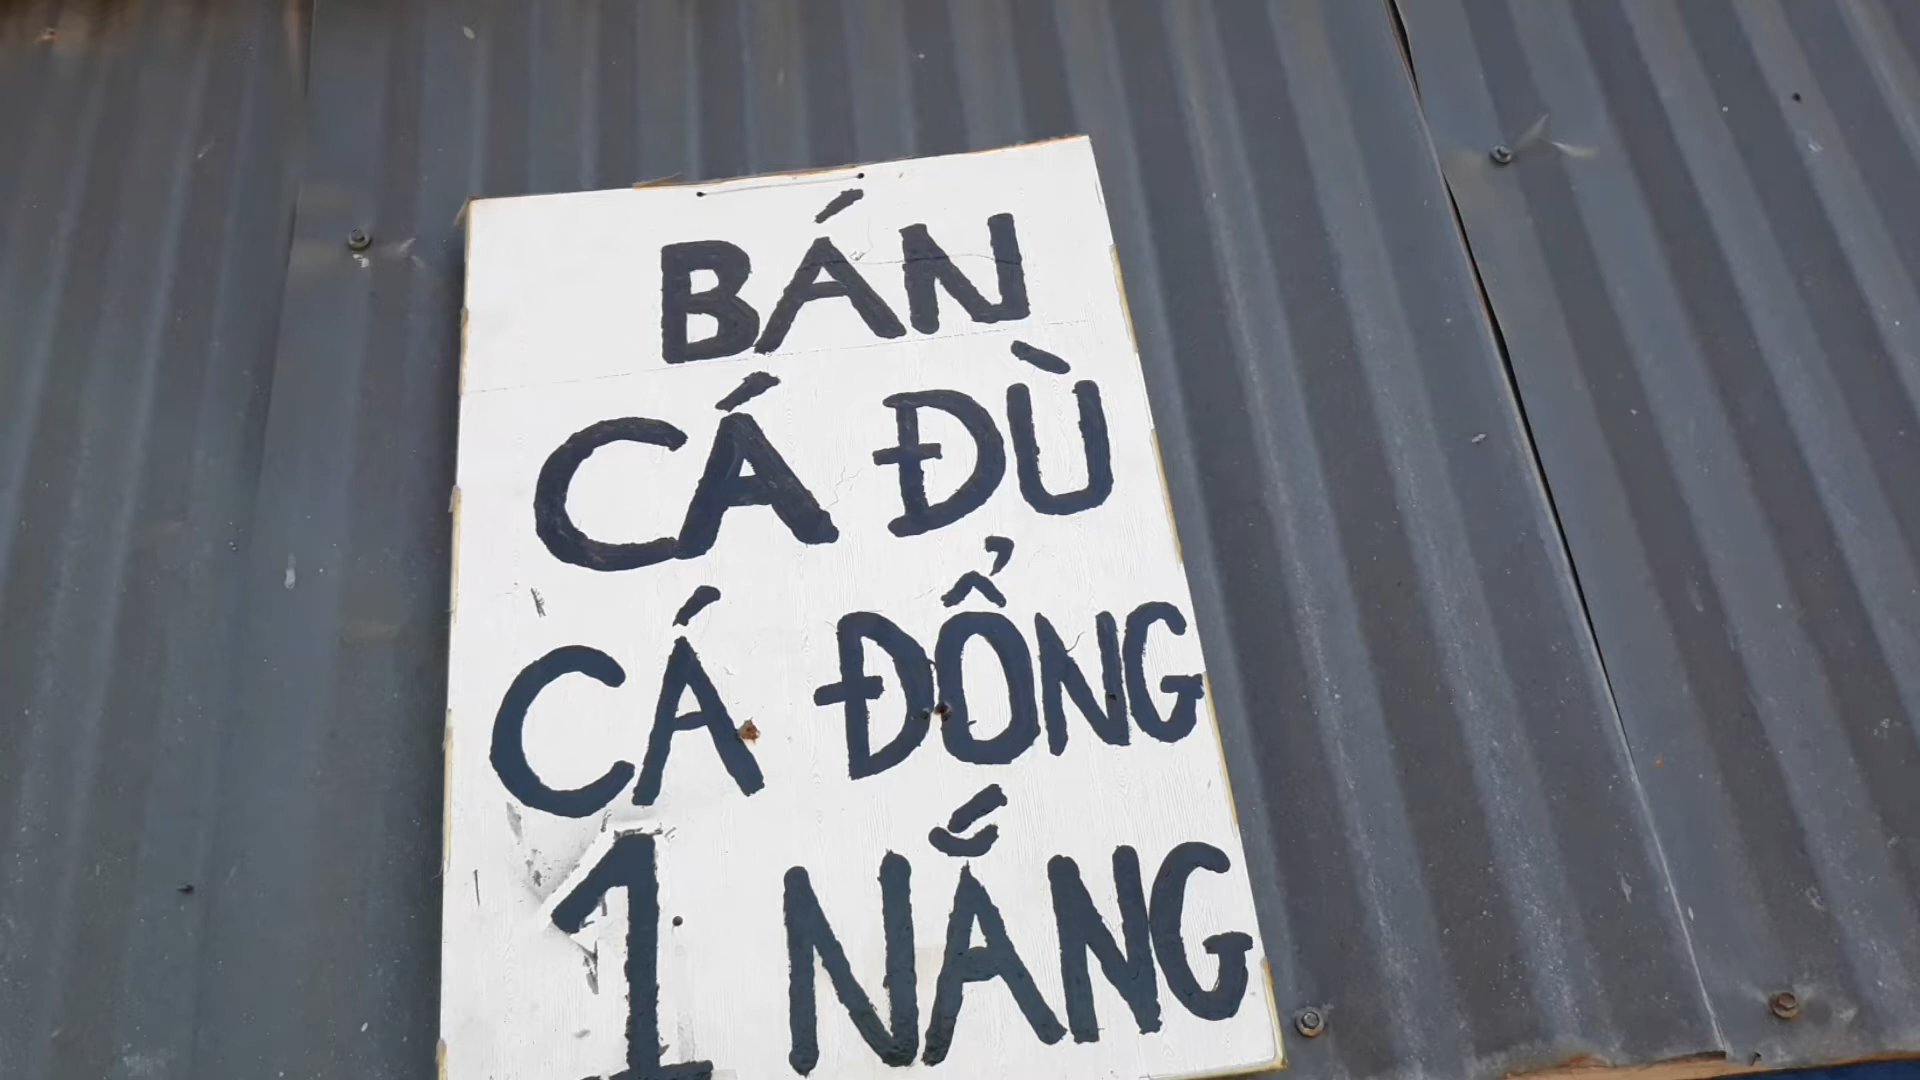 BÁN
CÁ ĐÙ
CÁ ĐỔNG
1 NẮNG